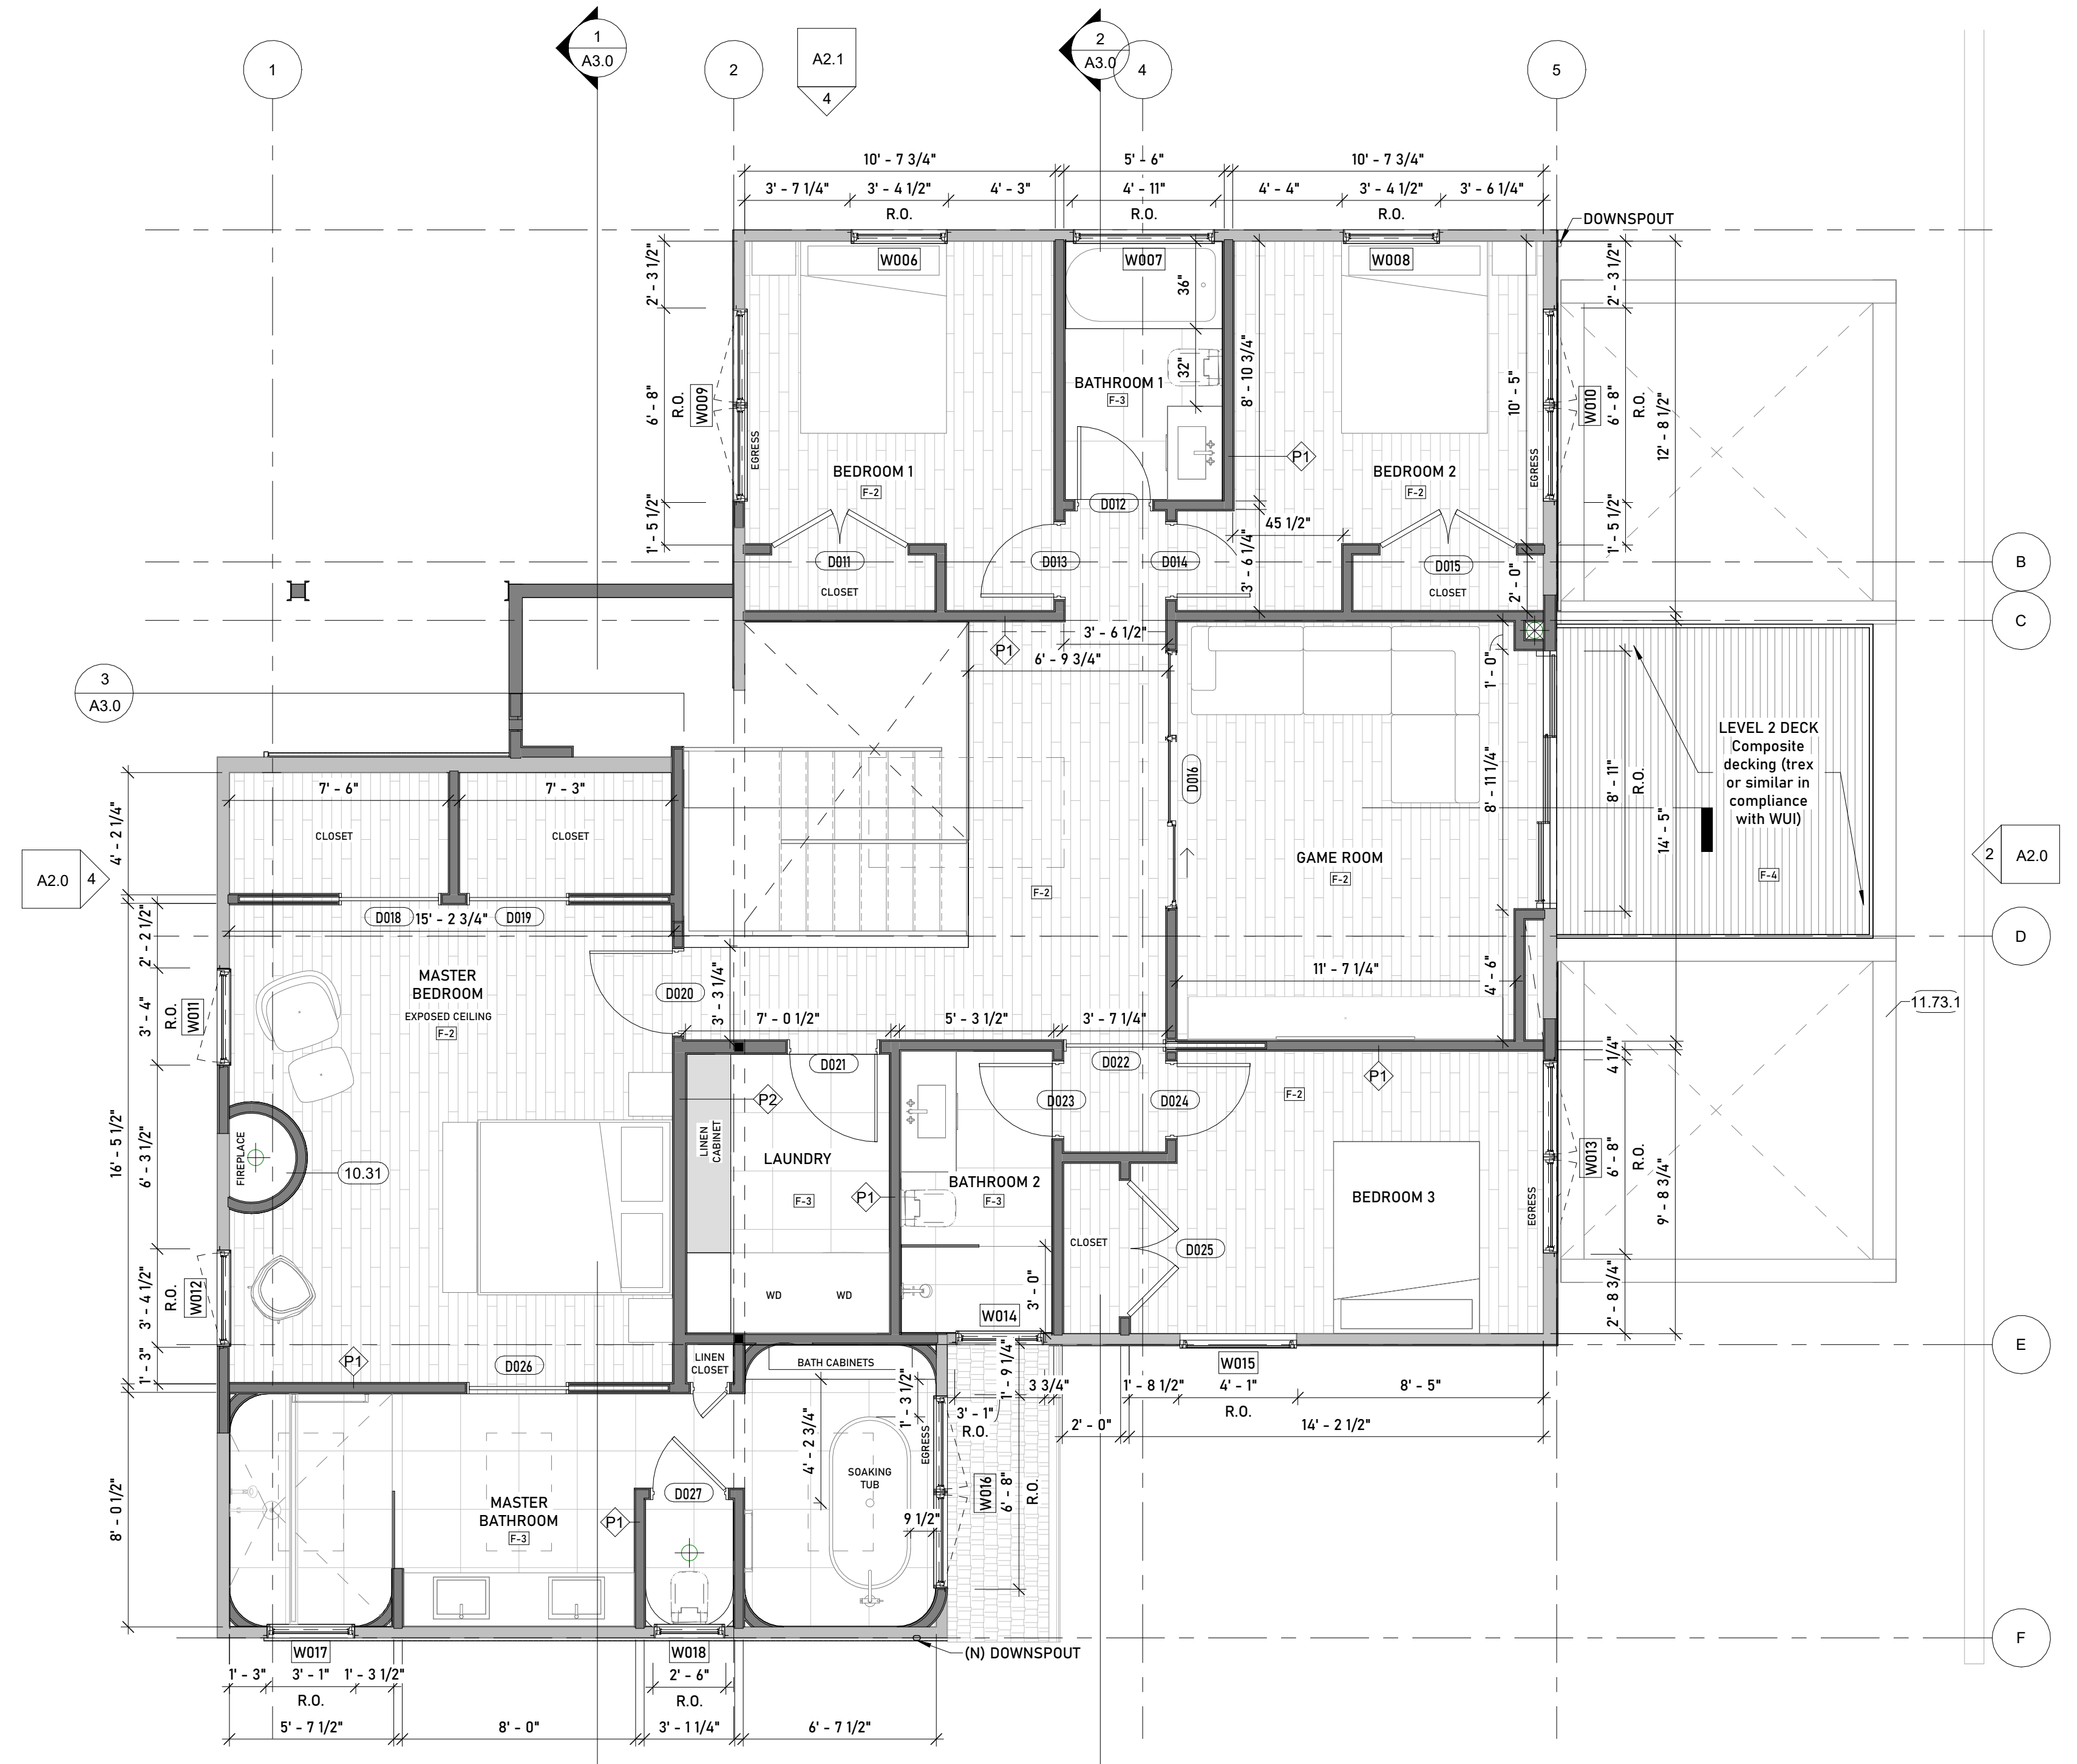 1
1
A3.0
2
A2.1
4
2
A3.0
4
5
10' - 7 3/4"
5' - 6"
10' - 7 3/4"
3' - 7 1/4"
3' - 4 1/2"
4' - 3"
4' - 11"
4' - 4"
3' - 4 1/2"
3' - 6 1/4"
R.O.
R.O.
R.O.
DOWNSPOUT
W006
W007
W008
2' - 3 1/2"
6' - 8"
R.O.
W009
1' - 5 1/2"
EGRESS
36"
32"
8' - 10 3/4"
10' - 5"
EGRESS
W010
2' - 3 1/2"
6' - 8"
R.O.
12' - 8 1/2"
1' - 5 1/2"
BATHROOM 1
F-3
BEDROOM 1
F-2
P1
BEDROOM 2
F-2
D012
45 1/2"
3' - 6 1/4"
D011
CLOSET
D013
D014
D015
CLOSET
2' - 0"
B
C
P1
3' - 6 1/2"
6' - 9 3/4"
3
A3.0
1' - 0"
D016
8' - 11 1/4"
8' - 11"
R.O.
14' - 5"
LEVEL 2 DECK
Composite
decking (trex
or similar in
compliance
with WUI)
F-4
GAME ROOM
F-2
F-2
2
A2.0
A2.0
4
4' - 2 1/4"
7' - 6"
7' - 3"
CLOSET
CLOSET
D018
15' - 2 3/4"
D019
D
2' - 2 1/2"
MASTER
BEDROOM
EXPOSED CEILING
F-2
D020
3' - 3 1/4"
11' - 7 1/4"
4' - 6"
11.73.1
3' - 4"
R.O.
W011
7' - 0 1/2"
5' - 3 1/2"
3' - 7 1/4"
D021
D022
P1
4 1/4"
P2
D023
D024
F-2
16' - 5 1/2"
6' - 3 1/2"
FIREPLACE
10.31
LINEN
CABINET
LAUNDRY
F-3
P1
BATHROOM 2
F-3
BEDROOM 3
EGRESS
W013
6' - 8"
R.O.
9' - 8 3/4"
CLOSET
D025
3' - 4 1/2"
R.O.
W012
WD
WD
3' - 0"
W014
2' - 8 3/4"
E
1' - 3"
P1
D026
LINEN
CLOSET
BATH CABINETS
1' - 9 1/4"
W015
3 3/4"
1' - 8 1/2"
4' - 1"
R.O.
8' - 5"
3' - 1"
R.O.
2' - 0"
14' - 2 1/2"
1' - 3 1/2"
EGRESS
4' - 2 3/4"
SOAKING
TUB
9 1/2"
W016
6' - 8"
R.O.
8' - 0 1/2"
MASTER
BATHROOM
F-3
P1
D027
F
W017
W018
(N) DOWNSPOUT
1' - 3"
3' - 1"
1' - 3 1/2"
R.O.
2' - 6"
R.O.
5' - 7 1/2"
8' - 0"
3' - 1 1/4"
6' - 7 1/2"